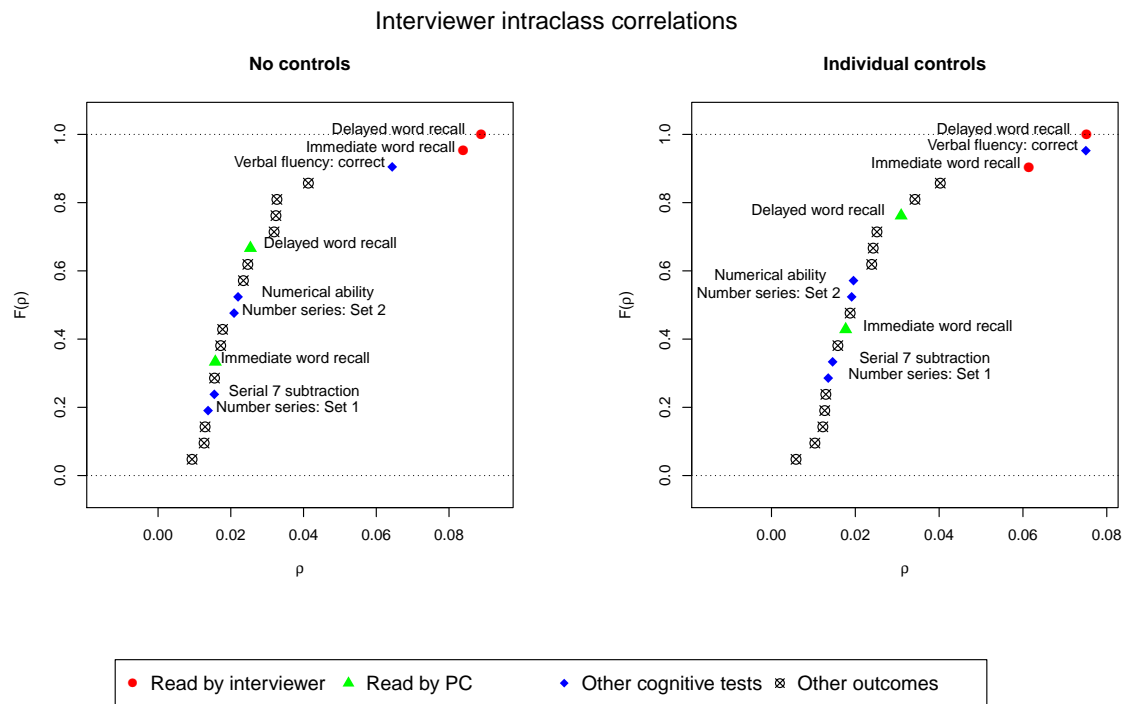 Interviewer intraclass correlations
No controls
F(ρ)
1.0
0.8
0.6
0.4
0.2
0.0
Delayed word recall
Immediate word recall
Verbal fluency: correct
Delayed word recall
Numerical ability
Number series: Set 2
Immediate word recall
Serial 7 subtraction
Number series: Set 1
0.00 0.02 0.04 0.06 0.08
ρ
Individual controls
F(ρ)
1.0
0.8
0.6
0.4
0.2
0.0
Delayed word recall
Verbal fluency: correct
Immediate word recall
Delayed word recall
Numerical ability
Number series: Set 2
Immediate word recall
Serial 7 subtraction
Number series: Set 1
0.00 0.02 0.04 0.06 0.08
ρ
Read by interviewer Read by PC Other cognitive tests Other outcomes